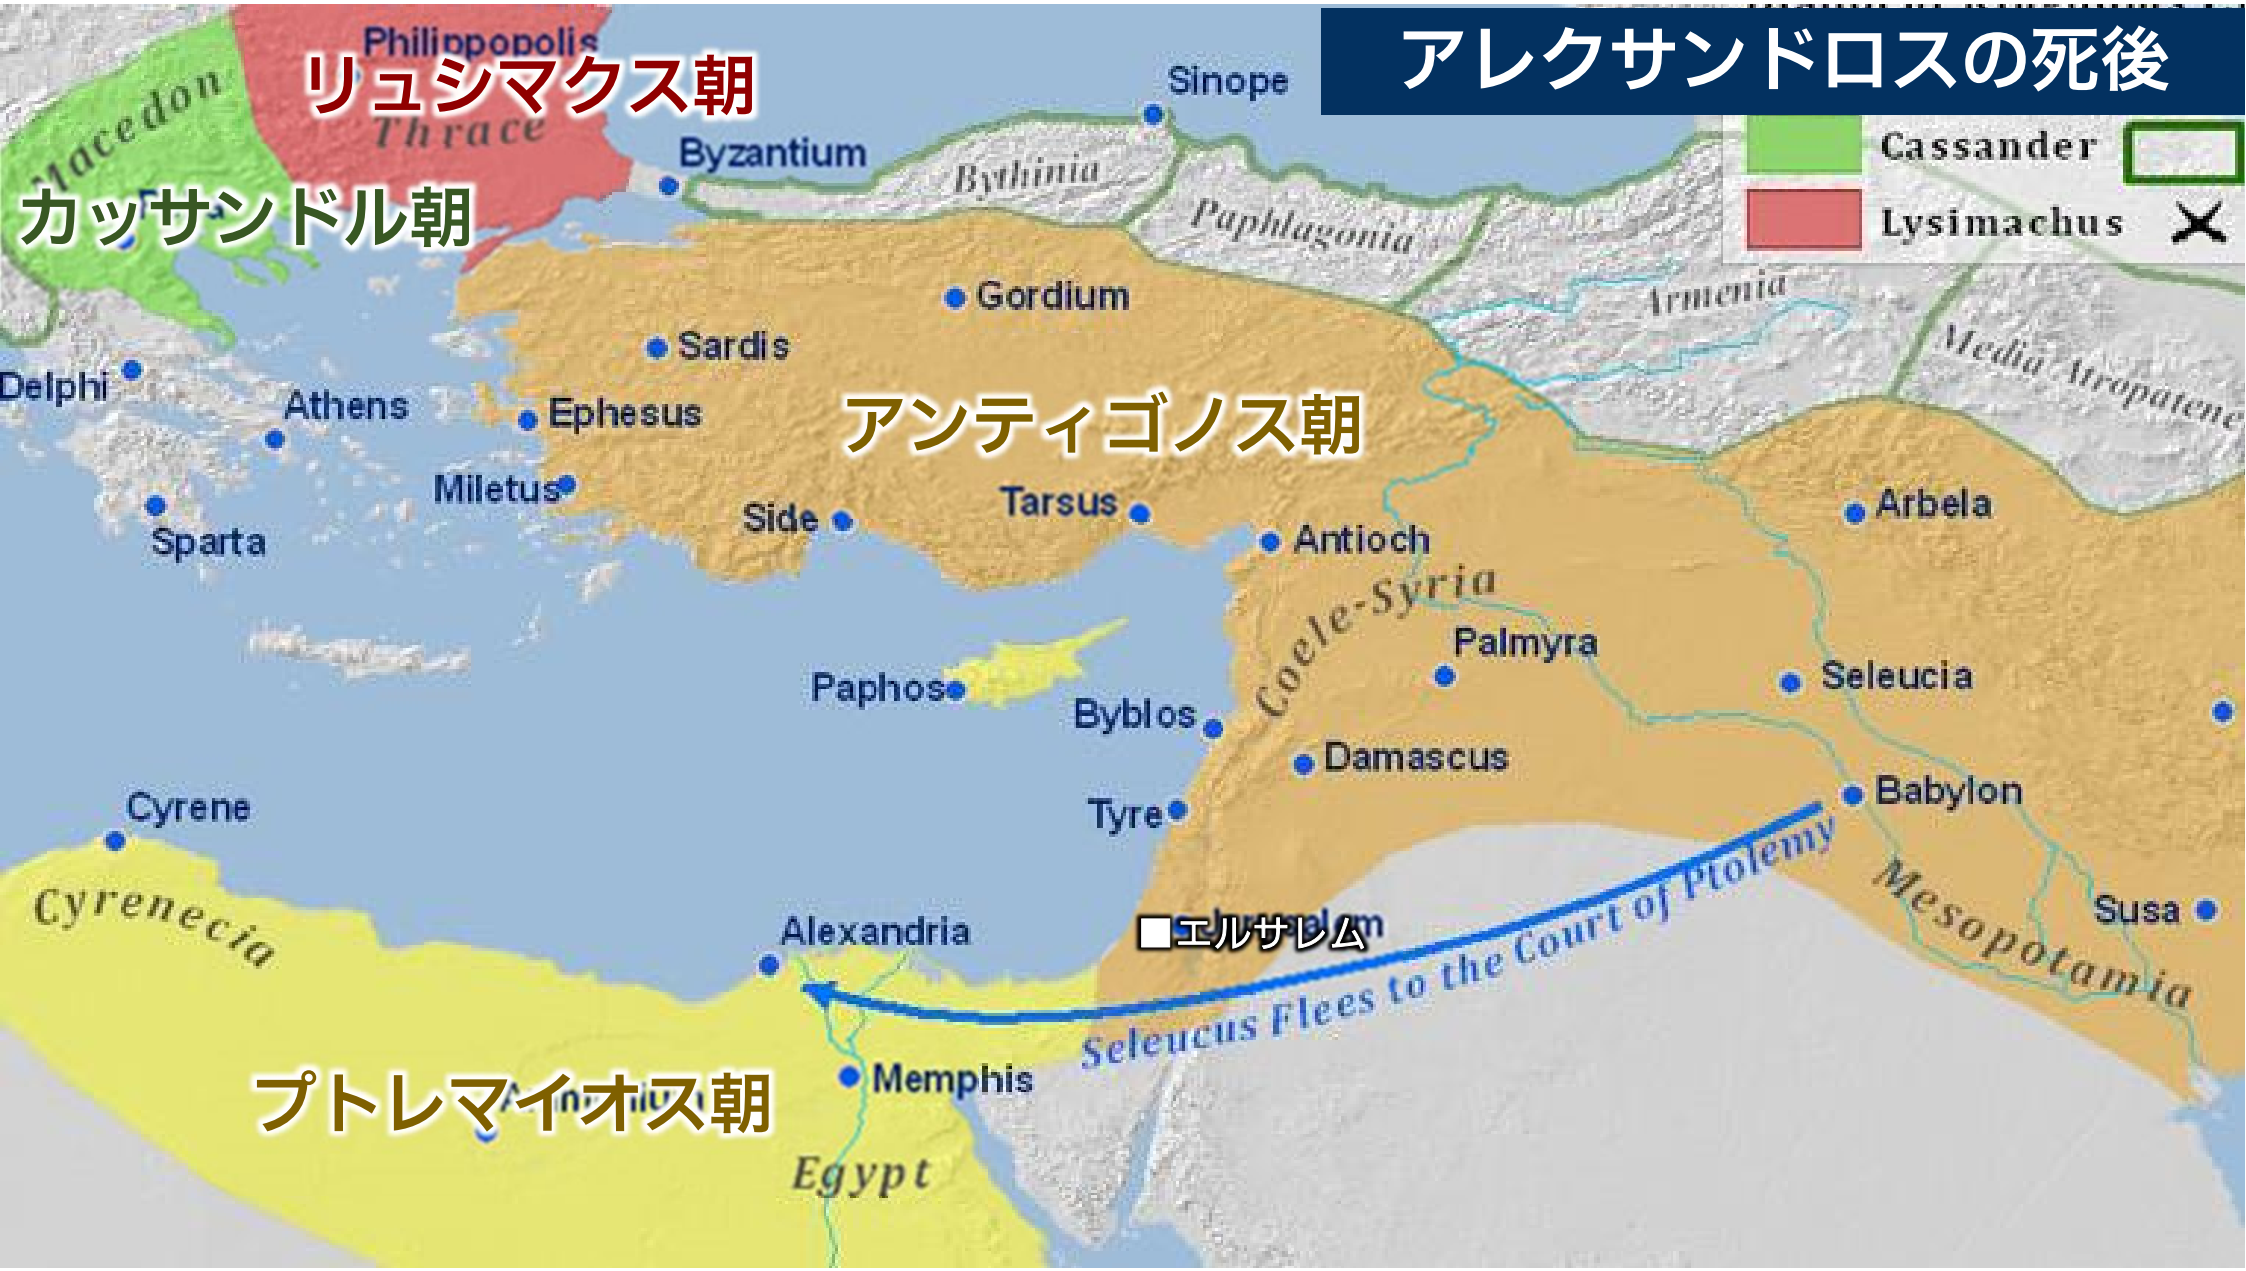 アレクサンドロスの死後
Philippopolis
リュシマクス朝
Thrace
Macedon
カッサンドル朝
Sinope
Byzantium
Bythinia
Paphlagonia
Cassander
Lysimachus
Armenia
Media Atropatene
Gordium
Sardis
Delphi
Athens
Ephesus
アンティゴノス朝
Miletus
Side
Tarsus
Antioch
Arbela
Sparta
Coele-Syria
Palmyra
Seleucia
Paphos
Byblos
Damascus
Tyre
Babylon
Cyrene
Cyrenecia
Alexandria
■エルサレム
Seleucus Flees to the Court of Ptolemy
Mesopotamia
Susa
Memphis
プトレマイオス朝
Egypt